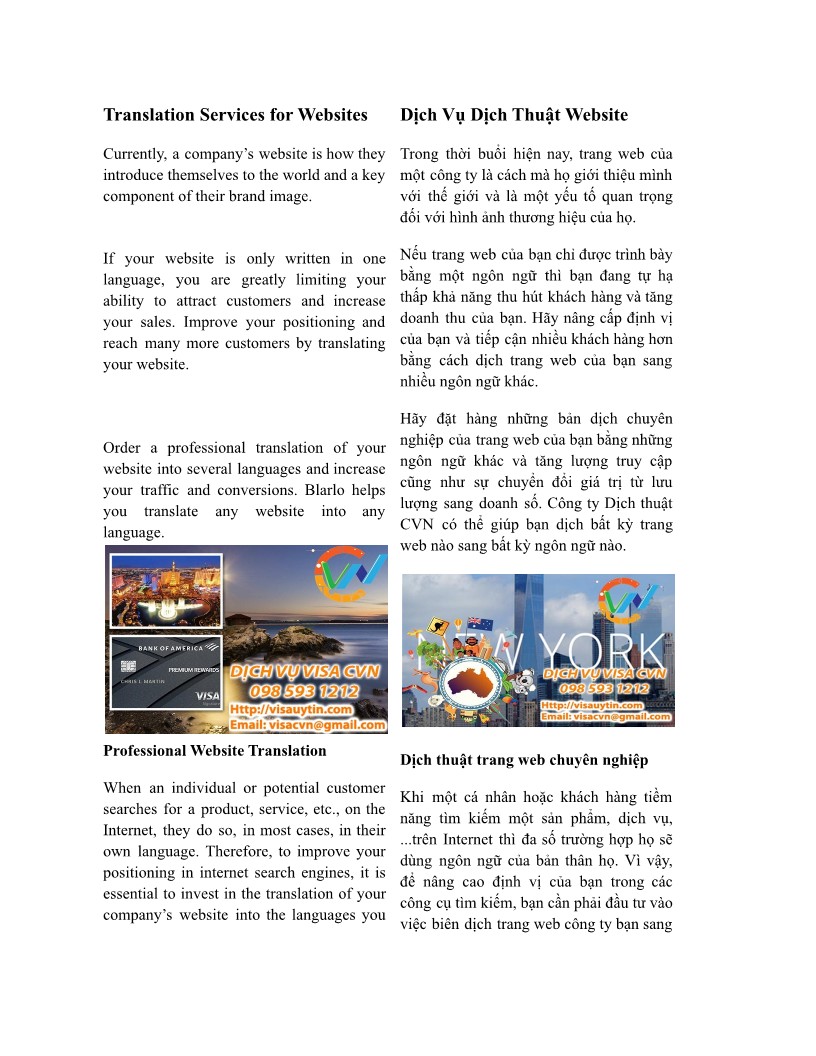 Translation Services for Websites
Currently, a company’s website is how they
introduce themselves to the world and a key
component of their brand image.
If your website is only written in one
language, you are greatly limiting your
ability to attract customers and increase
your sales. Improve your positioning and
reach many more customers by translating
your website.
Order a professional translation of your
website into several languages and increase
your traffic and conversions. Blarlo helps
you translate any website into any
language.
BANK OF AMERICA
PREMIUM REWARDS
CHRIS L MARTIN
VISA
Signature
CVN
DỊCH VỤ VISA CVN
098 593 1212
Http://visauytin.com
Email: visacvn@gmail.com
Professional Website Translation
When an individual or potential customer
searches for a product, service, etc., on the
Internet, they do so, in most cases, in their
own language. Therefore, to improve your
positioning in internet search engines, it is
essential to invest in the translation of your
company’s website into the languages you
Dịch Vụ Dịch Thuật Website
Trong thời buổi hiện nay, trang web của
một công ty là cách mà họ giới thiệu mình
với thế giới và là một yếu tố quan trọng
đối với hình ảnh thương hiệu của họ.
Nếu trang web của bạn chỉ được trình bày
bằng một ngôn ngữ thì bạn đang tự hạ
thấp khả năng thu hút khách hàng và tăng
doanh thu của bạn. Hãy nâng cấp định vị
của bạn và tiếp cận nhiều khách hàng hơn
bằng cách dịch trang web của bạn sang
nhiều ngôn ngữ khác.
Hãy đặt hàng những bản dịch chuyên
nghiệp của trang web của bạn bằng những
ngôn ngữ khác và tăng lượng truy cập
cũng như sự chuyển đổi giá trị từ lưu
lượng sang doanh số. Công ty Dịch thuật
CVN có thể giúp bạn dịch bất kỳ trang
web nào sang bất kỳ ngôn ngữ nào.
CVN
NEW YORK
DỊCH VỤ VISA CVN
098 593 1212
Http://visauytin.com
Email: visacvn@gmail.com
Dịch thuật trang web chuyên nghiệp
Khi một cá nhân hoặc khách hàng tiềm
năng tìm kiếm một sản phẩm, dịch vụ,
...trên Internet thì đa số trường hợp họ sẽ
dùng ngôn ngữ của bản thân họ. Vì vậy,
để nâng cao định vị của bạn trong các
công cụ tìm kiếm, bạn cần phải đầu tư vào
việc biên dịch trang web công ty bạn sang